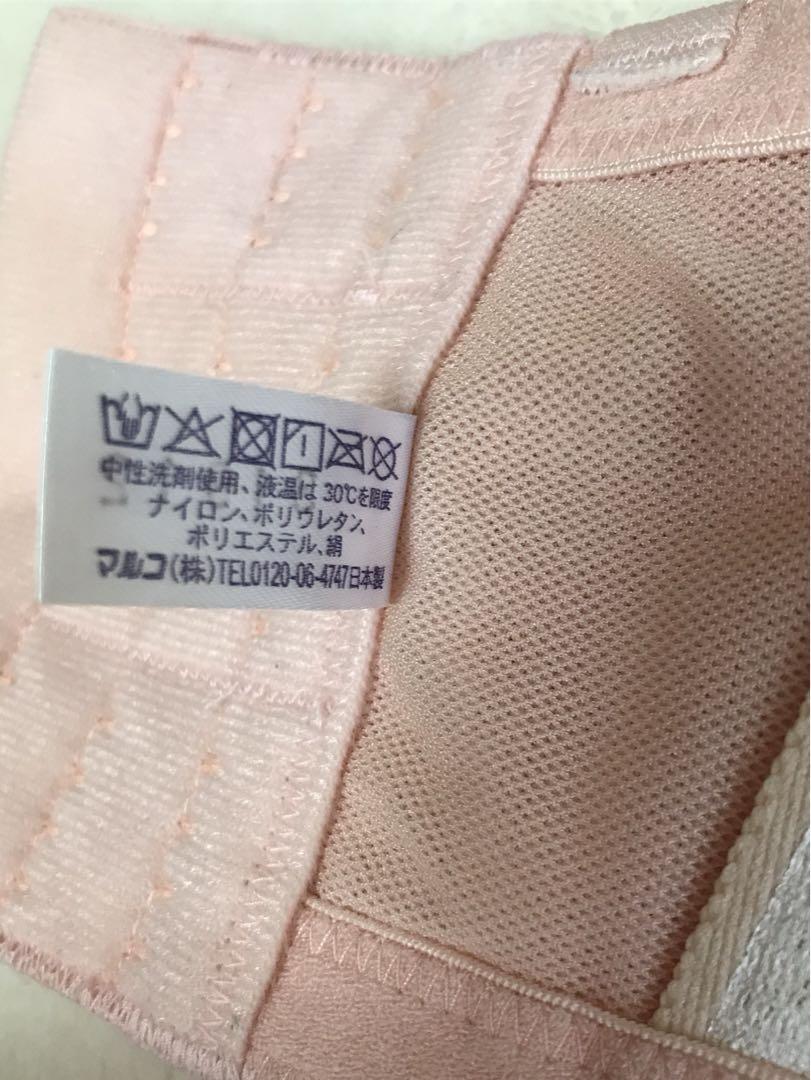 中性洗剤使用、液温は 30℃を限度
ナイロン、ポリウレタン、
ポリエステル、絹
マルコ(株)TEL0120-06-4747日本製